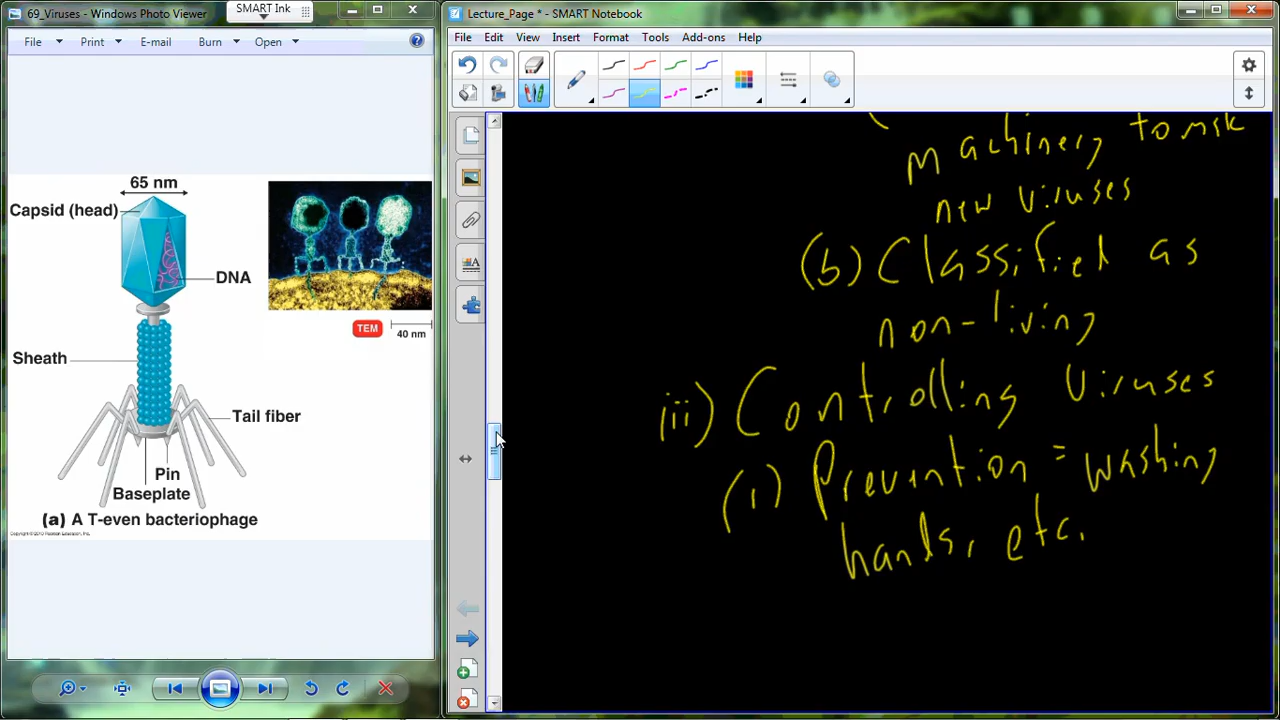 69_Viruses - Windows Photo Viewer
SMART Ink
File Print E-mail Burn Open
65 nm
Capsid (head)
DNA
TEM
40 nm
Sheath
Tail fiber
Pin
Baseplate
(a) A T-even bacteriophage
Lecture_Page * - SMART Notebook
File Edit View Insert Format Tools Add-ons Help
machinery to mak
new viruses
(b) Classified as
non-living
iii) Controlling Viruses
(1) Prevention = washing
hands, etc.